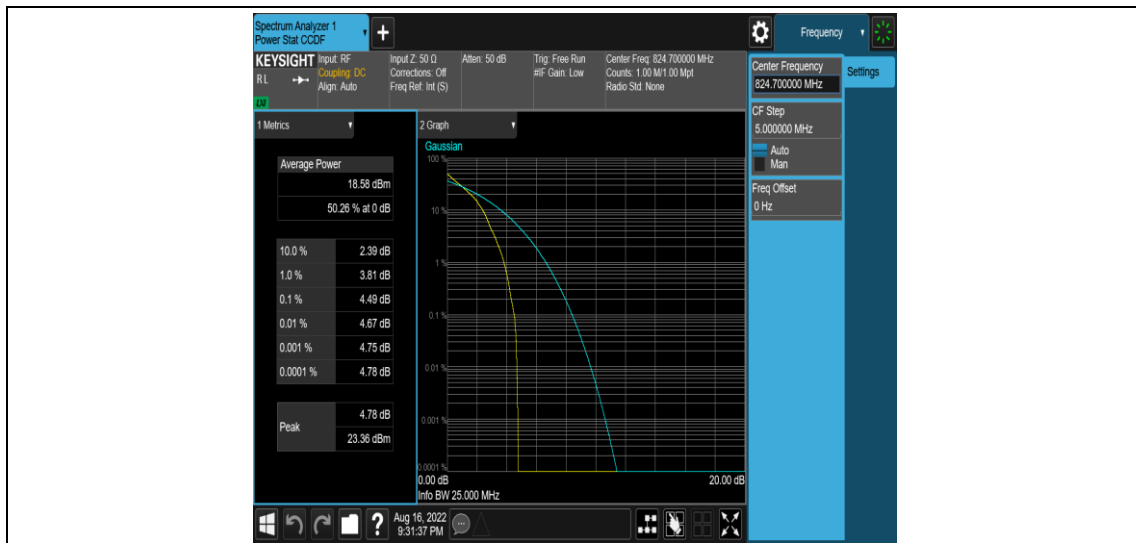 Spectrum Analyzer 1
Power Stat CCDF
+
Frequency
KEYSIGHT
RL
LXI
Input: RF
Coupling: DC
Align: Auto
Input Z: 50 Ω
Corrections: Off
Freq Ref: Int (S)
Atten: 50 dB
Trig: Free Run
#IF Gain: Low
Center Freq: 824.700000 MHz
Counts: 1.00 M/1.00 Mpt
Radio Std: None
Center Frequency
824.700000 MHz
Settings
CF Step
5.000000 MHz
Auto
Man
Freq Offset
0 Hz
1 Metrics
Average Power
18.58 dBm
50.26 % at 0 dB
10.0 % 2.39 dB
1.0 % 3.81 dB
0.1 % 4.49 dB
0.01 % 4.67 dB
0.001 % 4.75 dB
0.0001 % 4.78 dB
Peak
4.78 dB
23.36 dBm
2 Graph
Gaussian
100 %
10 %
1 %
0.1 %
0.01 %
0.001 %
0.0001 %
0.00 dB 20.00 dB
Info BW 25.000 MHz
?
Aug 16, 2022
9:31:37 PM